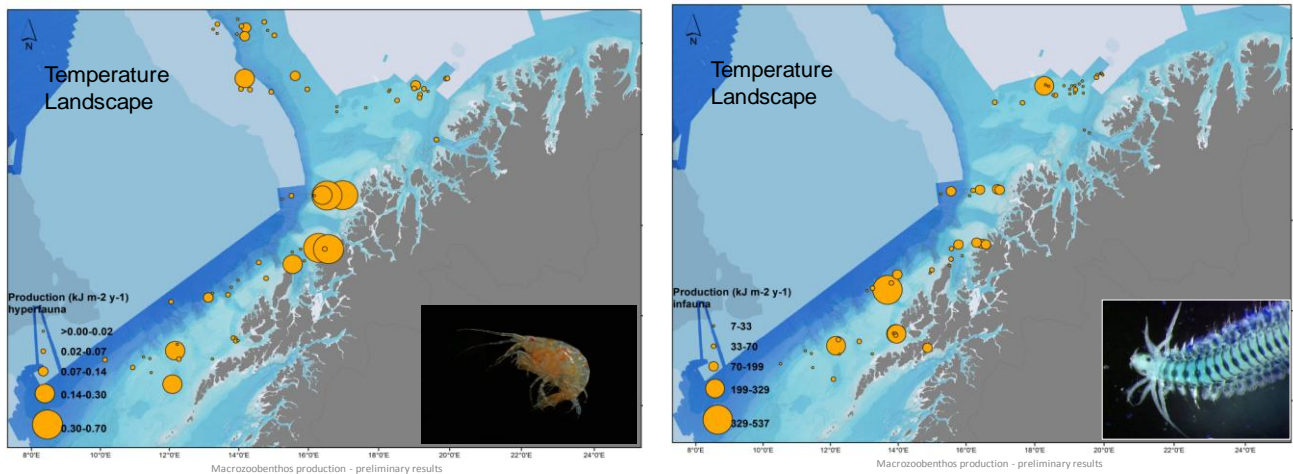 N
Temperature
Landscape
Production (kJ m-2 y-1)
hyperfauna
>0.00-0.02
0.02-0.07
0.07-0.14
0.14-0.30
0.30-0.70
8°0'E 10°0'E 12°0'E 14°0'E 16°0'E 18°0'E 20°0'E 22°0'E 24°0'E
Macrozoobenthos production - preliminary results
N
Temperature
Landscape
Production (kJ m-2 y-1)
infauna
7-33
33-70
70-199
199-329
329-537
8°0'E 10°0'E 12°0'E 14°0'E 16°0'E 18°0'E 20°0'E 22°0'E 24°0'E
Macrozoobenthos production - preliminary results